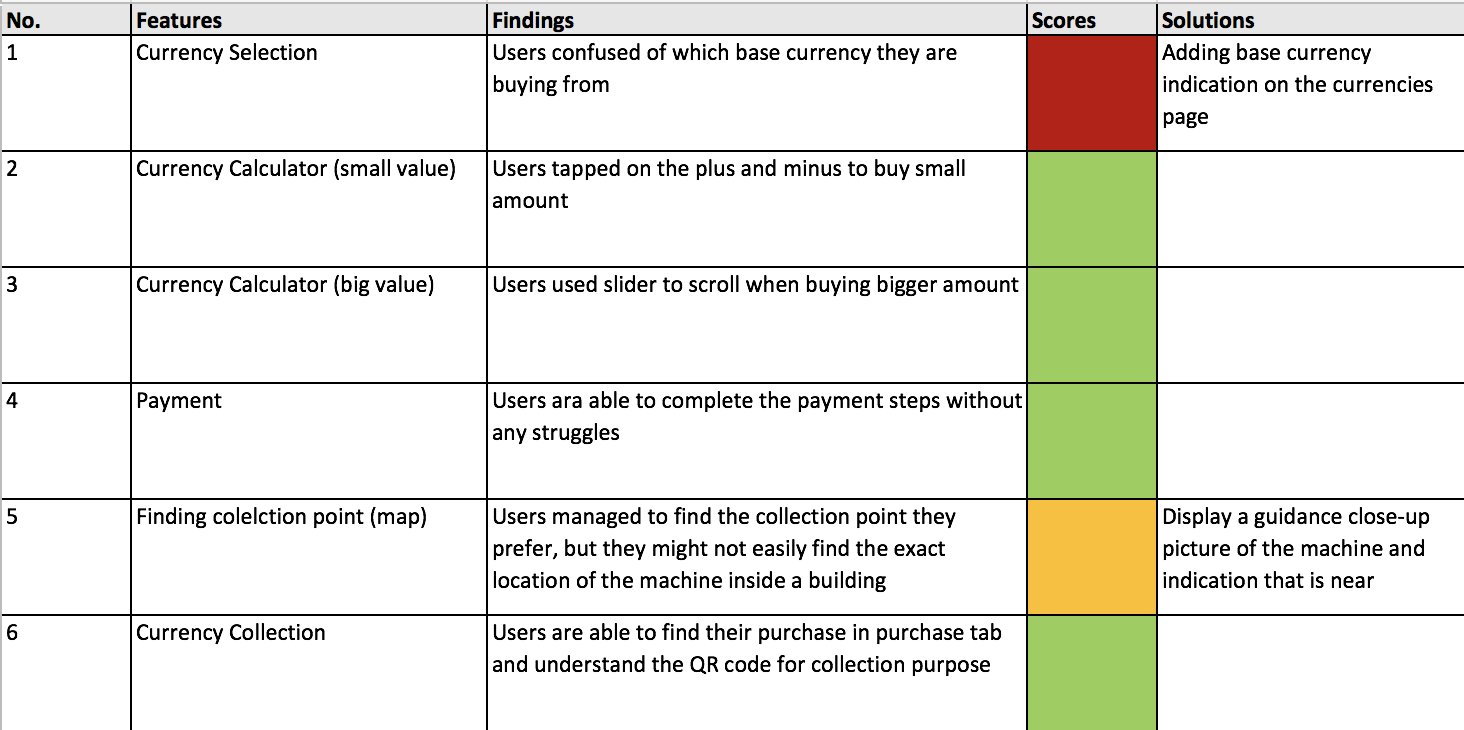 No. Features Findings Scores Solutions
1 Currency Selection Users confused of which base currency they are Adding base currency
buying from indication on the currencies
page
2 Currency Calculator (small value) Users tapped on the plus and minus to buy small
amount
3 Currency Calculator (big value) Users used slider to scroll when buying bigger amount
4 Payment Users ara able to complete the payment steps without
any struggles
5 Finding colelction point (map) Users managed to find the collection point they Display a guidance close-up
prefer, but they might not easily find the exact picture of the machine and
location of the machine inside a building indication that is near
6 Currency Collection Users are able to find their purchase in purchase tab
and understand the QR code for collection purpose